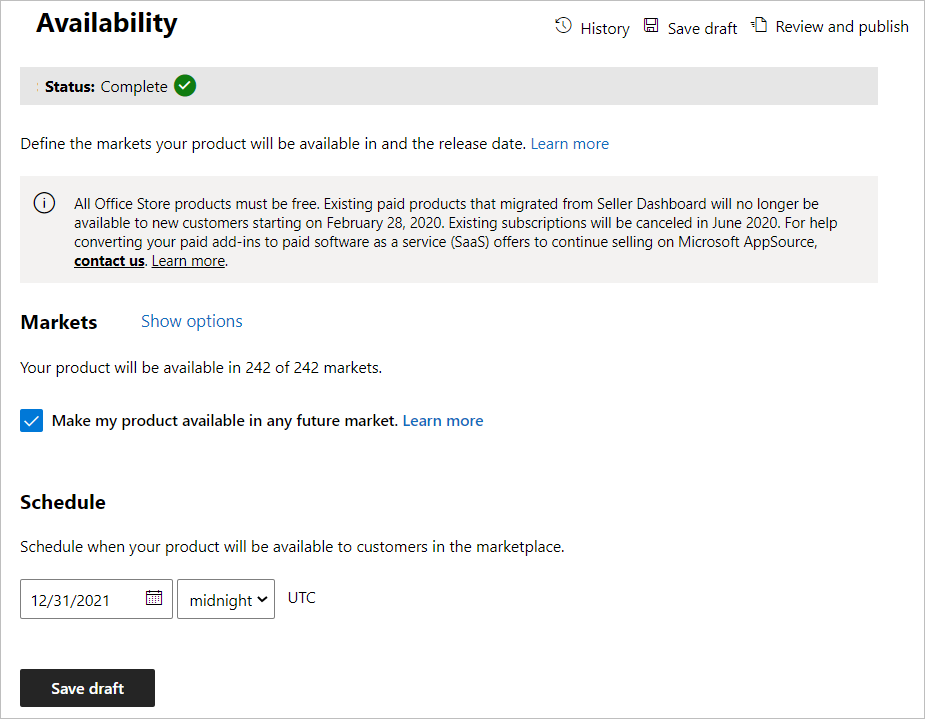 Availability
History Save draft Review and publish
Status: Complete
Define the markets your product will be available in and the release date. Learn more
All Office Store products must be free. Existing paid products that migrated from Seller Dashboard will no longer be
available to new customers starting on February 28, 2020. Existing subscriptions will be canceled in June 2020. For help
converting your paid add-ins to paid software as a service (SaaS) offers to continue selling on Microsoft AppSource,
contact us. Learn more.
Markets Show options
Your product will be available in 242 of 242 markets.
Make my product available in any future market. Learn more
Schedule
Schedule when your product will be available to customers in the marketplace.
12/31/2021 midnight UTC
Save draft